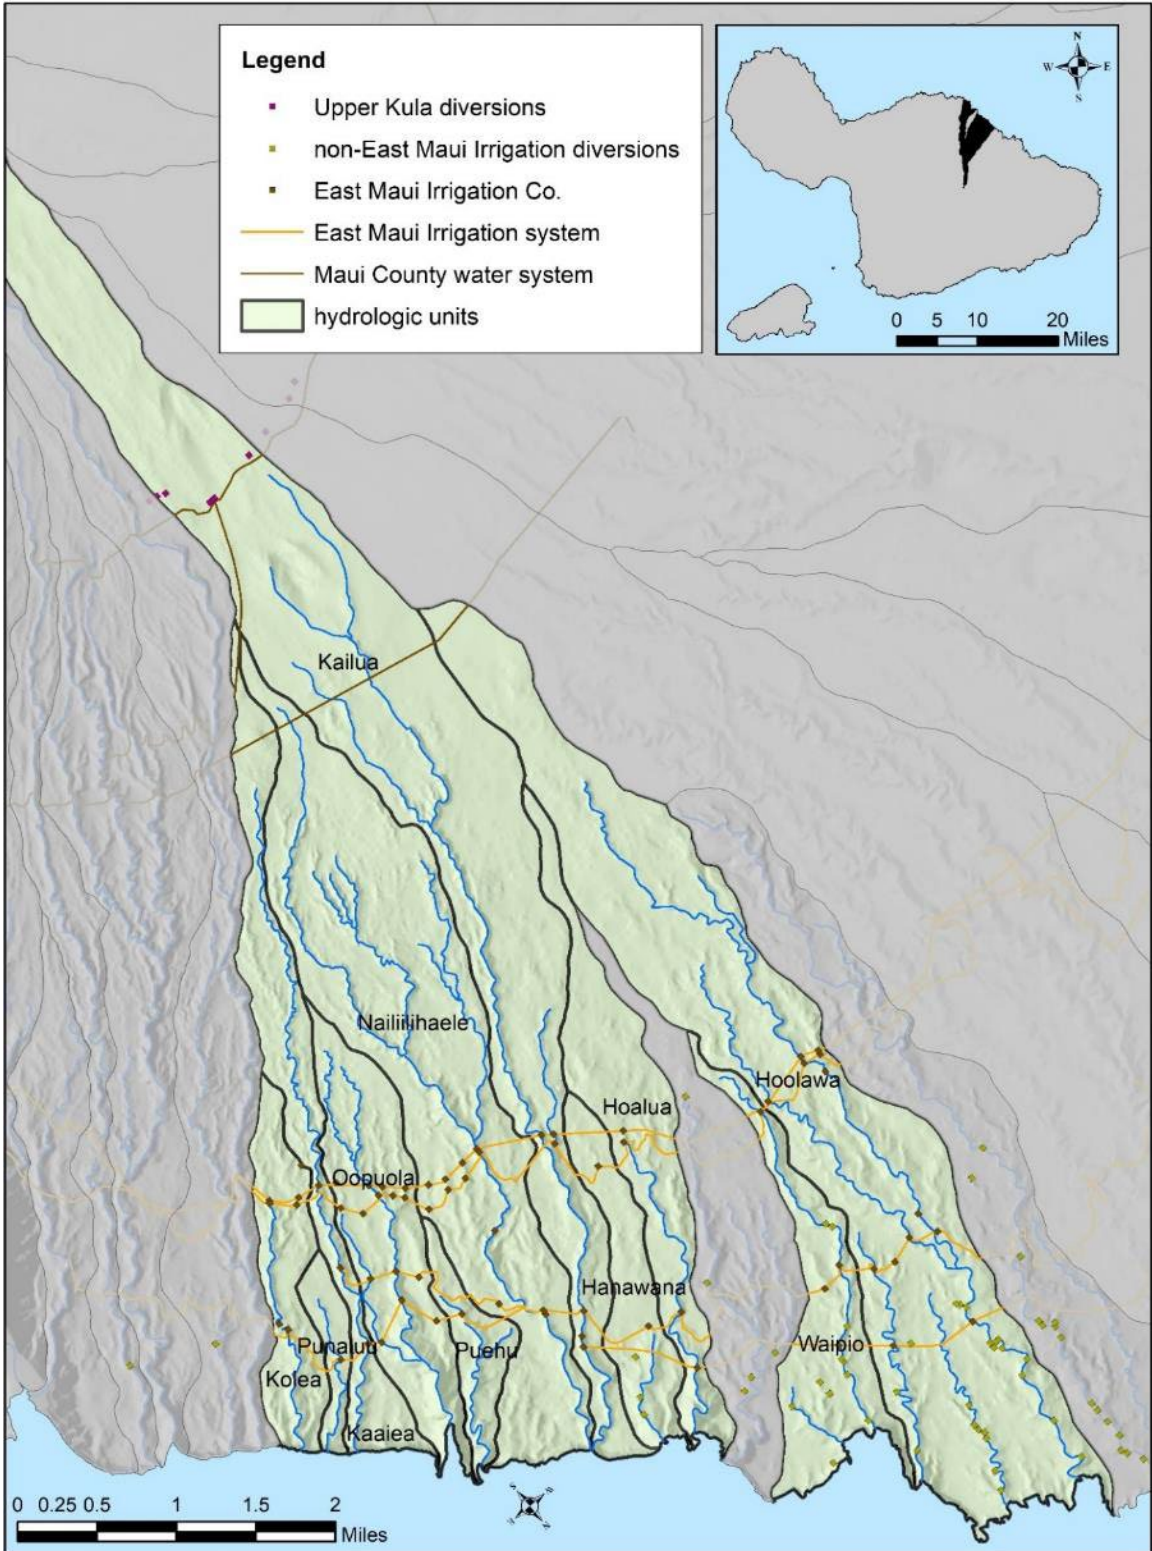 Legend
Upper Kula diversions
non-East Maui Irrigation diversions
East Maui Irrigation Co.
East Maui Irrigation system
Maui County water system
hydrologic units
N
W E
S
0 5 10 20
Miles
Kailua
Nailiilihaele
Hoolawa
Hoalua
Oopuola
Hanawana
Punaluu
Puehu
Waipio
Kolea
Kaaiea
0 0.25 0.5 1 1.5 2
Miles